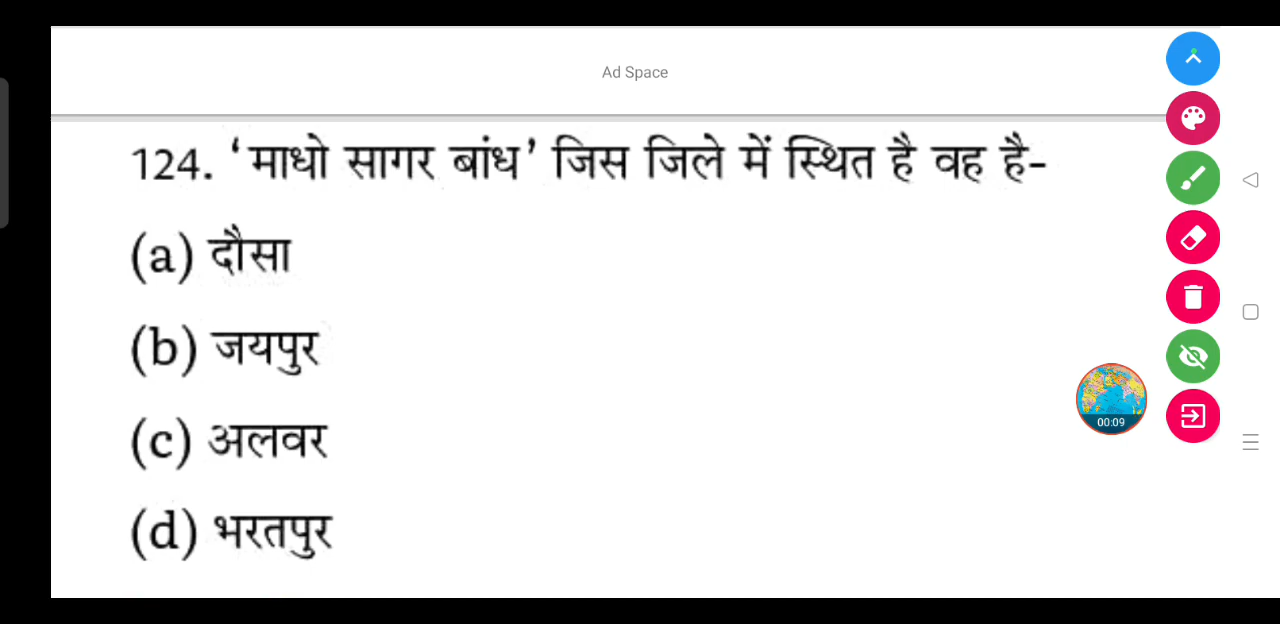 Ad Space
124. ‘माधो सागर बांध’ जिस जिले में स्थित है वह है-
(a) दौसा
(b) जयपुर
(c) अलवर
(d) भरतपुर
00:09